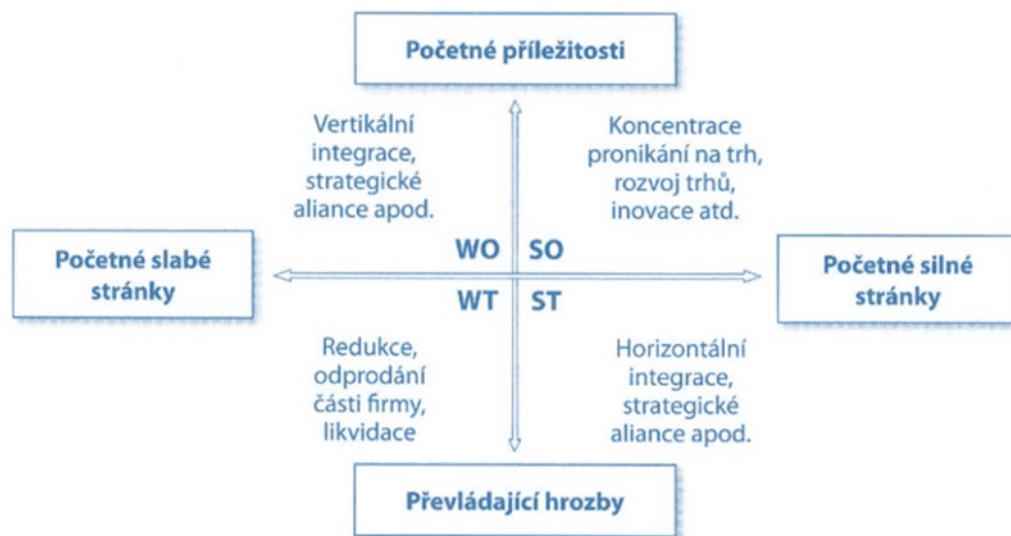 Početné příležitosti
Vertikální
integrace,
strategické
aliance apod.
Koncentrace
pronikání na trh,
rozvoj trhů,
inovace atd.
WO
SO
Početné slabé
stránky
Početné silné
stránky
WT
ST
Redukce,
odprodání
části firmy,
likvidace
Horizontální
integrace,
strategické
aliance apod.
Převládající hrozby